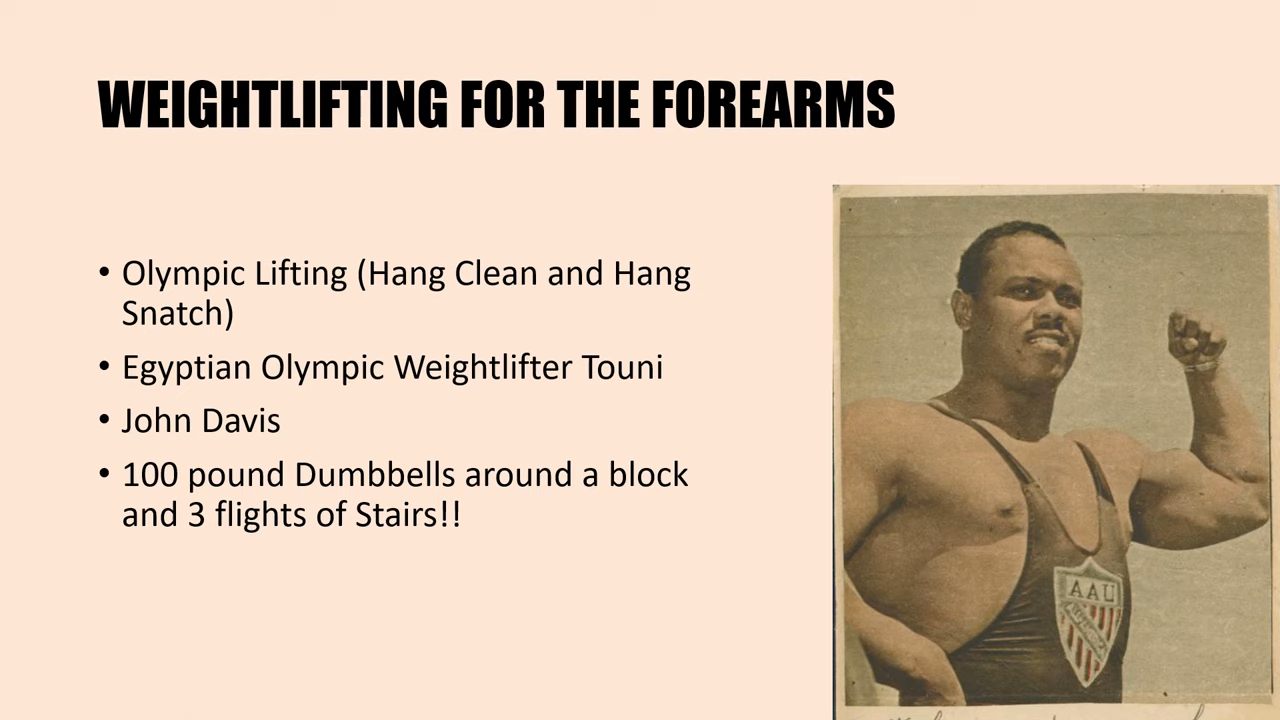 WEIGHTLIFTING FOR THE FOREARMS
• Olympic Lifting (Hang Clean and Hang
Snatch)
• Egyptian Olympic Weightlifter Touni
• John Davis
• 100 pound Dumbbells around a block
and 3 flights of Stairs!!
AAU